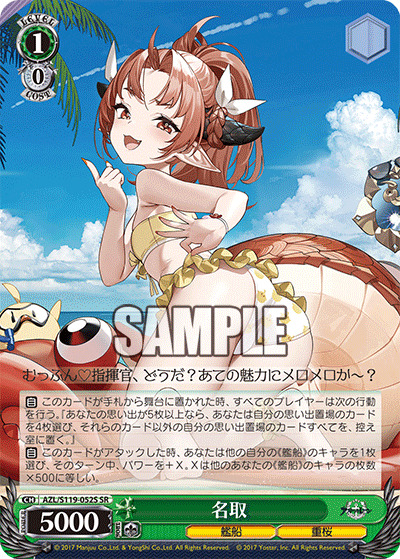 LEVEL
1
0
COST
SAMPLE
むっふん♡指揮官、どうだ?あての魅力にメロメロか~?
自 このカードが手札から舞台に置かれた時、すべてのプレイヤーは次の行動を行う。『あなたの思い出が5枚以上なら、あなたは自分の思い出置場のカードを4枚選び、それらのカード以外の自分の思い出置場のカードすべてを、控え室に置く。』
自 このカードがアタックした時、あなたは他の自分の《艦船》のキャラを1枚選び、そのターン中、パワーを+X。Xは他のあなたの《艦船》のキャラの枚数×500に等しい。
CH AZL/S119-052S SR
名取
5000
艦船
重桜
© 2017 Manjuu Co.,Ltd. & YongShi Co.,Ltd. All Rights Reserved. © 2017 Yostar, Inc. All Rights Reserved.